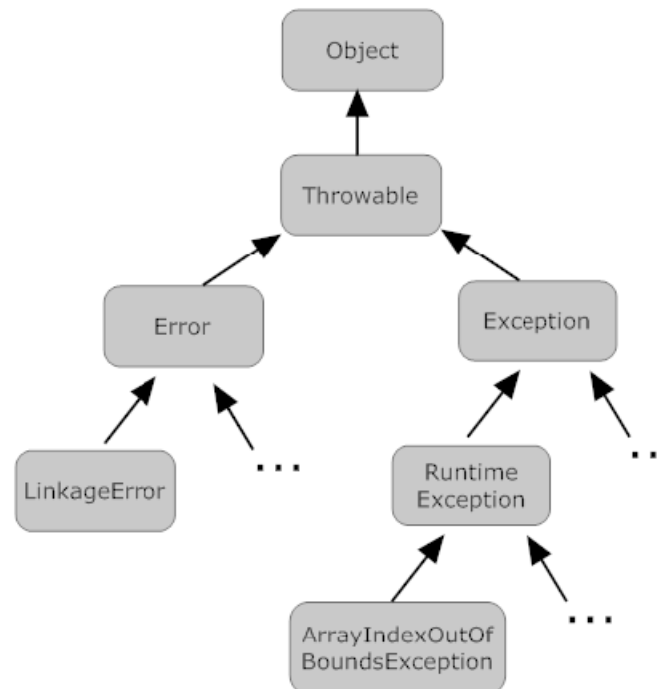 Object
Throwable
Error
Exception
LinkageError
...
..
Runtime
Exception
...
ArrayIndexOutOf
BoundsException